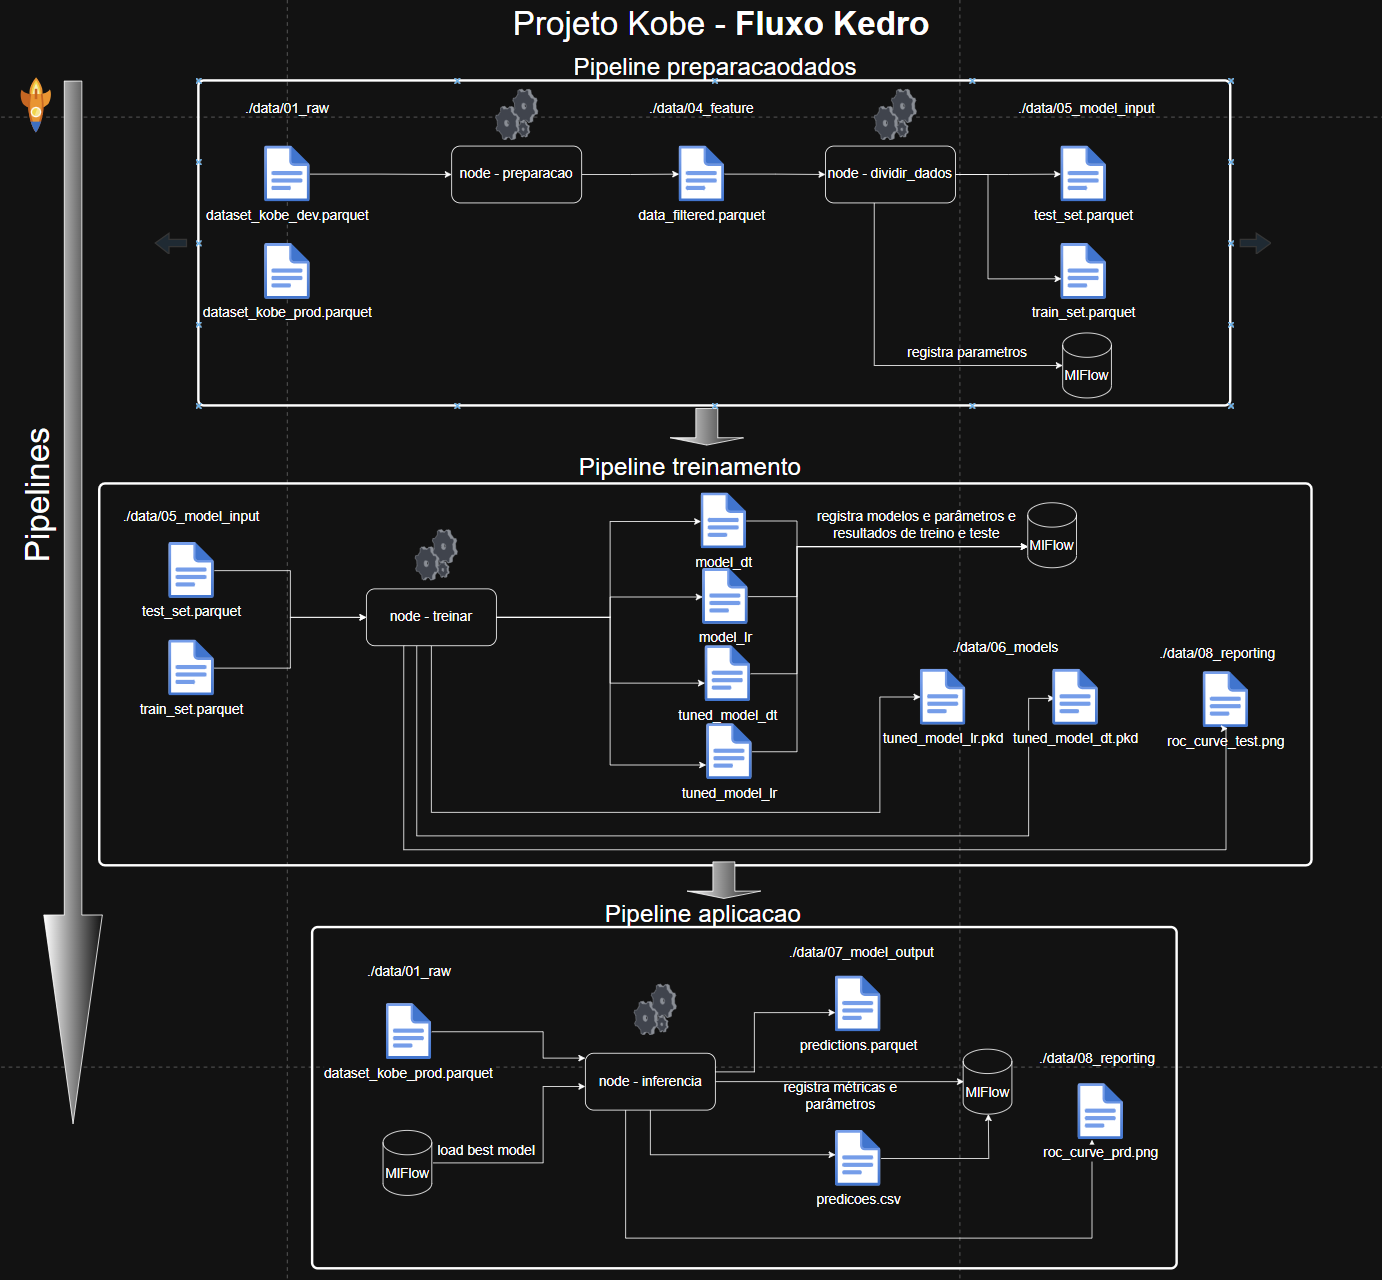 Projeto Kobe - Fluxo Kedro
Pipelines
Pipeline preparacaodados
./data/01_raw
./data/04_feature
./data/05_model_input
node - preparacao
node - dividir_dados
dataset_kobe_dev.parquet
data_filtered.parquet
test_set.parquet
dataset_kobe_prod.parquet
train_set.parquet
registra parametros
MlFlow
Pipeline treinamento
./data/05_model_input
test_set.parquet
train_set.parquet
node - treinar
model_dt
model_lr
tuned_model_dt
tuned_model_lr
registra modelos e parâmetros e
resultados de treino e teste
MlFlow
./data/06_models
./data/08_reporting
tuned_model_lr.pkd
tuned_model_dt.pkd
roc_curve_test.png
Pipeline aplicacao
./data/01_raw
./data/07_model_output
dataset_kobe_prod.parquet
node - inferencia
predictions.parquet
registra métricas e
parâmetros
MlFlow
./data/08_reporting
MlFlow
load best model
predicoes.csv
roc_curve_prd.png